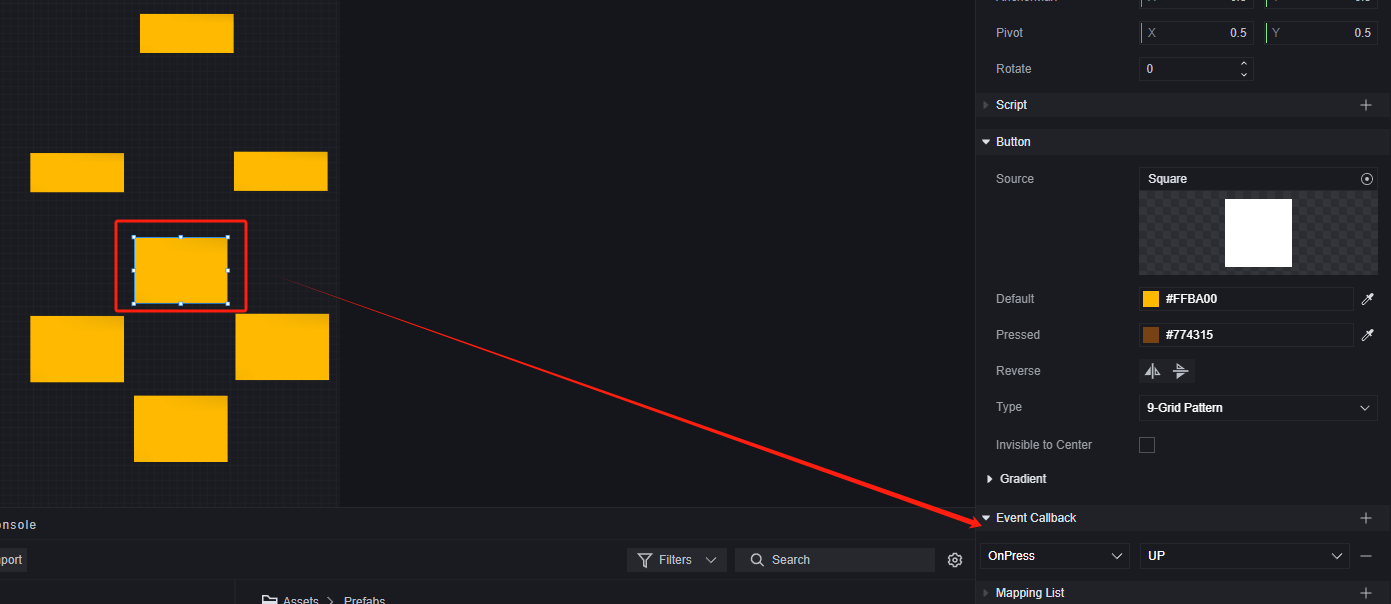 Pivot
X 0.5
Y 0.5
Rotate
0
Script
Button
Source
Square
Default
#FFBA00
Pressed
#774315
Reverse
Type
9-Grid Pattern
Invisible to Center
Gradient
Event Callback
OnPress
UP
Mapping List
onsole
port
Filters
Search
Assets
Prefabs